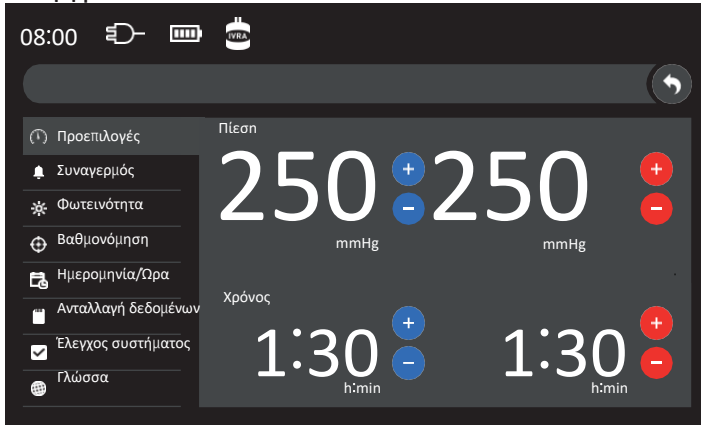 08:00 IVRA
Προεπιλογές
Συναγερμός
Φωτεινότητα
Βαθμονόμηση
Ημερομηνία/Ώρα
Ανταλλαγή δεδομένων
Έλεγχος συστήματος
Γλώσσα
Πίεση
250 + - 250 + -
mmHg mmHg
Χρόνος
1:30 + - 1:30 + -
h:min h:min